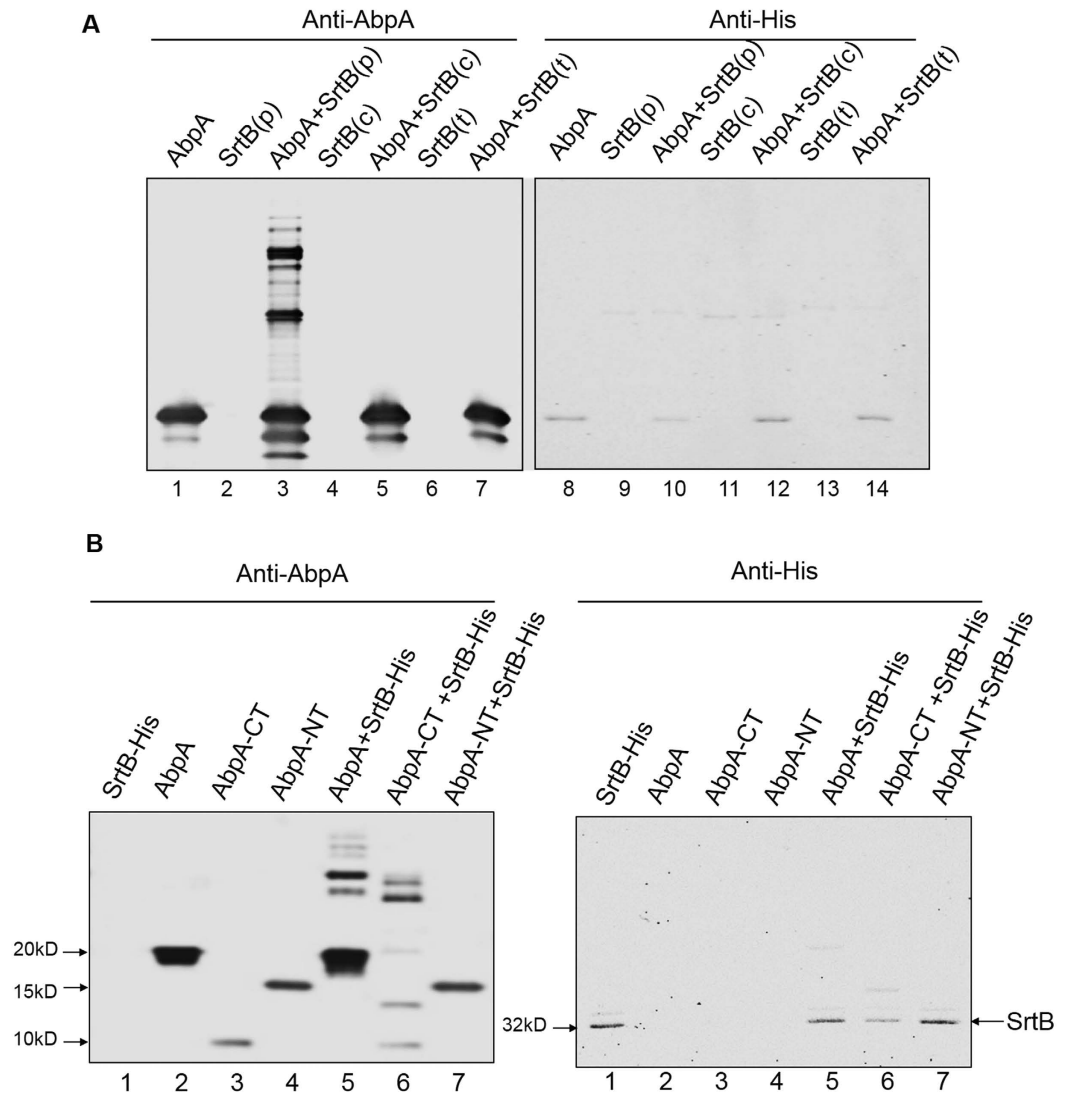 A
Anti-AbpA
Anti-His
AbpA
SrtB(p)
AbpA+SrtB(p)
SrtB(c)
AbpA+SrtB(c)
SrtB(t)
AbpA+SrtB(t)
AbpA
SrtB(p)
AbpA+SrtB(p)
SrtB(c)
AbpA+SrtB(c)
SrtB(t)
AbpA+SrtB(t)
1 2 3 4 5 6 7
8 9 10 11 12 13 14
B
Anti-AbpA
Anti-His
SrtB-His
AbpA
AbpA-CT
AbpA-NT
AbpA+SrtB-His
AbpA-CT +SrtB-His
AbpA-NT+SrtB-His
SrtB-His
AbpA
AbpA-CT
AbpA-NT
AbpA+SrtB-His
AbpA-CT +SrtB-His
AbpA-NT+SrtB-His
20kD
15kD
10kD
32kD
SrtB
1 2 3 4 5 6 7
1 2 3 4 5 6 7